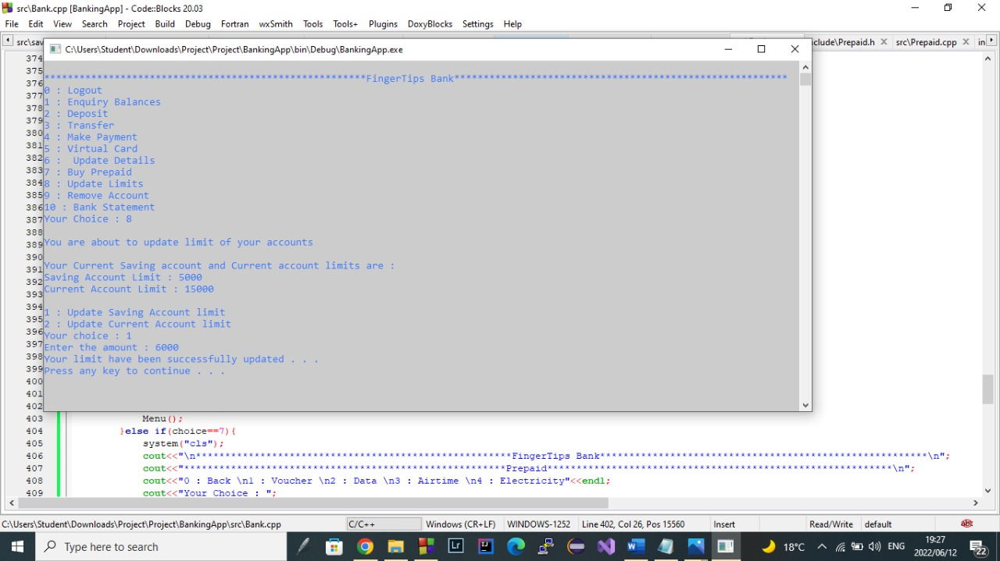 src\Bank.cpp [BankingApp] - Code::Blocks 20.03
File Edit View Search Project Build Debug Fortran wxSmith Tools Tools+ Plugins DoxyBlocks Settings Help
src\sav
clude\Prepaid.h
src\Prepaid.cpp
in
C:\Users\Student\Downloads\Project\Project\BankingApp\bin\Debug\BankingApp.exe
*******************************************************FingerTips Bank*********************************************************
0 : Logout
1 : Enquiry Balances
2 : Deposit
3 : Transfer
4 : Make Payment
5 : Virtual Card
6 :  Update Details
7 : Buy Prepaid
8 : Update Limits
9 : Remove Account
10 : Bank Statement
Your Choice : 8
You are about to update limit of your accounts
Your Current Saving account and Current account limits are :
Saving Account Limit : 5000
Current Account Limit : 15000
1 : Update Saving Account limit
2 : Update Current Account limit
Your choice : 1
Enter the amount : 6000
Your limit have been successfully updated . . .
Press any key to continue . . .
374
375
376
377
378
379
380
381
382
383
384
385
386
387
388
389
390
391
392
393
394
395
396
397
398
399
400
401
402
403 Menu();
404 }else if(choice==7){
405 system("cls");
406 cout<<"\n******************************************************FingerTips Bank********************************************************\n";
407 cout<<"*******************************************************Prepaid***********************************************************\n";
408 cout<<"0 : Back \n1 : Voucher \n2 : Data \n3 : Airtime \n4 : Electricity"<<endl;
409 cout<<"Your Choice : ";
C:\Users\Student\Downloads\Project\Project\BankingApp\src\Bank.cpp C/C++ Windows (CR+LF) WINDOWS-1252 Line 402, Col 26, Pos 15560 Insert Read/Write default abc
Type here to search
Lr
IJ
W
18°C
ENG
19:27
2022/06/12
22